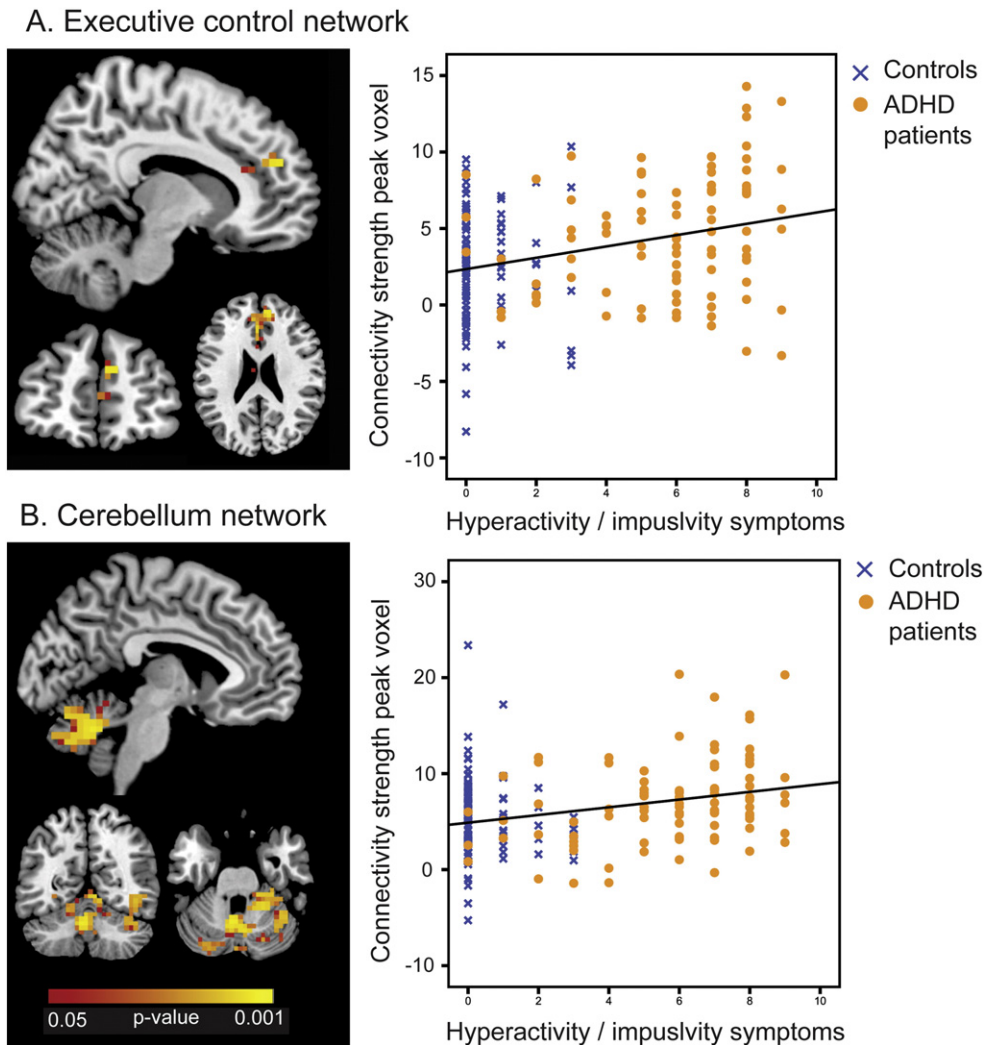 A. Executive control network
Connectivity strength peak voxel
15
10
5
0
-5
-10
0
2
4
6
8
10
Hyperactivity / impuslvity symptoms
Controls
ADHD
patients
B. Cerebellum network
0.05 p-value 0.001
Connectivity strength peak voxel
30
20
10
0
-10
0
2
4
6
8
10
Hyperactivity / impuslvity symptoms
Controls
ADHD
patients